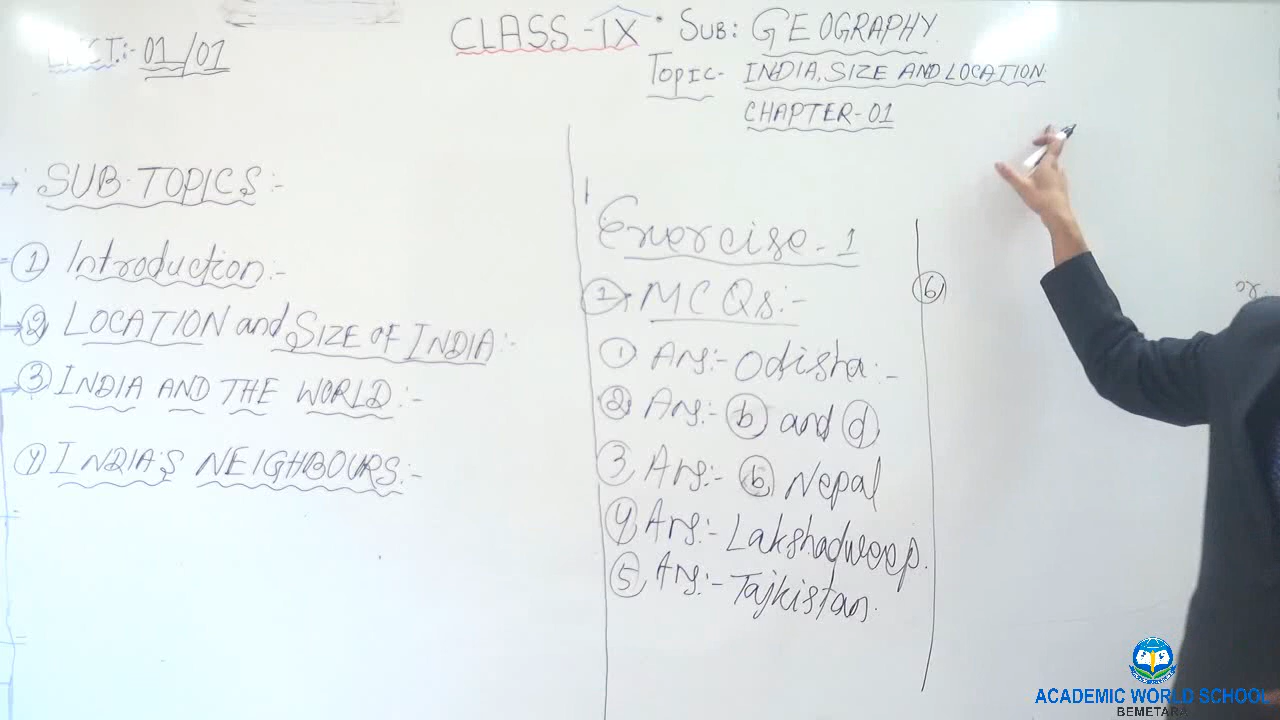 LECT:- 01/01
CLASS-IX
SUB: GEOGRAPHY.
TOPIC- INDIA, SIZE AND LOCATION
CHAPTER-01
→ SUB-TOPICS:-
① Introduction:-
→② LOCATION and SIZE OF INDIA:-
→③ INDIA AND THE WORLD:-
④ INDIA'S NEIGHBOURS:-
Exercise-1
① MCQs:-
① Ans:- Odisha:-
② Ans:- ⓑ and ⓓ
③ Ans:- ⓑ Nepal
④ Ans:- Lakshadweep.
⑤ Ans:- Tajkistan.
⑥
ACADEMIC WORLD SCHOOL
BEMETARA